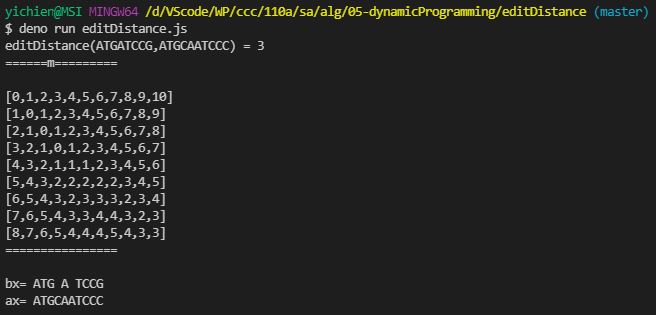 yichien@MSI MINGW64 /d/VScode/WP/ccc/110a/sa/alg/05-dynamicProgramming/editDistance (master)
$ deno run editDistance.js
editDistance(ATGATCCG,ATGCAATCCC) = 3
======m=========
[0,1,2,3,4,5,6,7,8,9,10]
[1,0,1,2,3,4,5,6,7,8,9]
[2,1,0,1,2,3,4,5,6,7,8]
[3,2,1,0,1,2,3,4,5,6,7]
[4,3,2,1,1,1,2,3,4,5,6]
[5,4,3,2,2,2,2,2,3,4,5]
[6,5,4,3,2,3,3,3,2,3,4]
[7,6,5,4,3,3,4,4,3,2,3]
[8,7,6,5,4,4,4,5,4,3,3]
================
bx= ATG A TCCG
ax= ATGCAATCCC